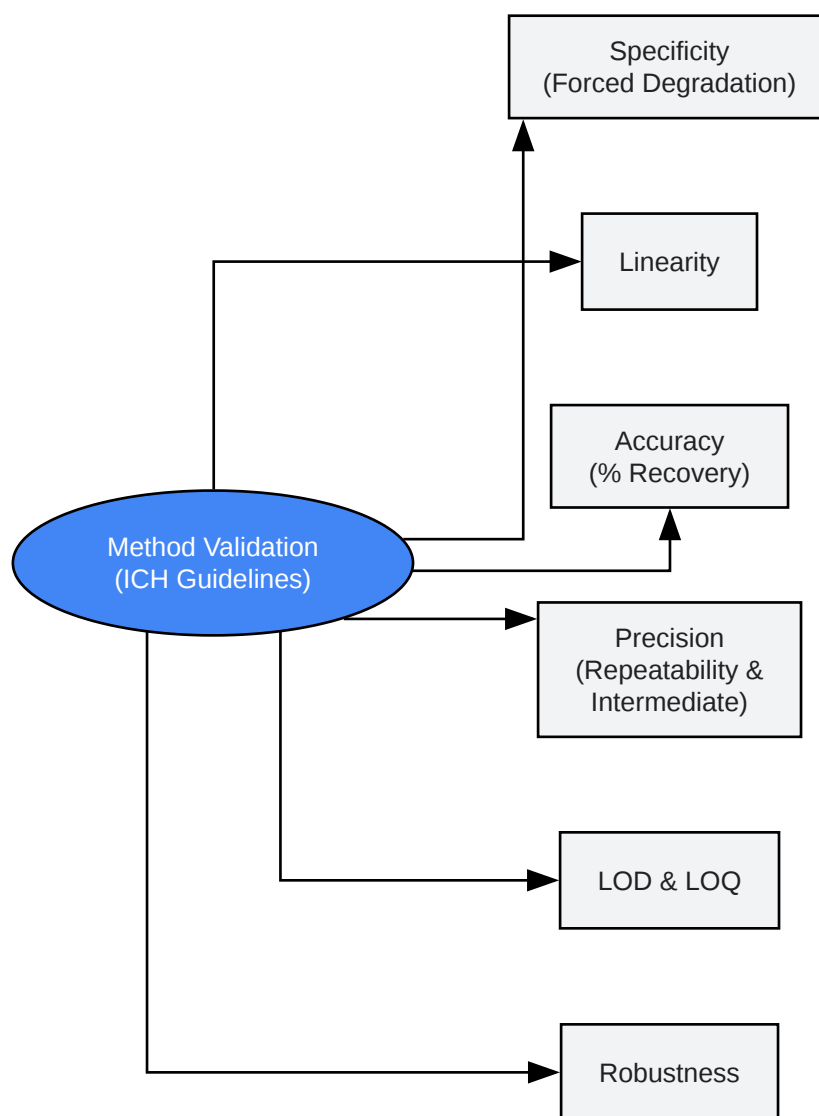 Specificity
(Forced Degradation)
Linearity
Accuracy
(% Recovery)
Method Validation
(ICH Guidelines)
Precision
(Repeatability &
Intermediate)
LOD & LOQ
Robustness